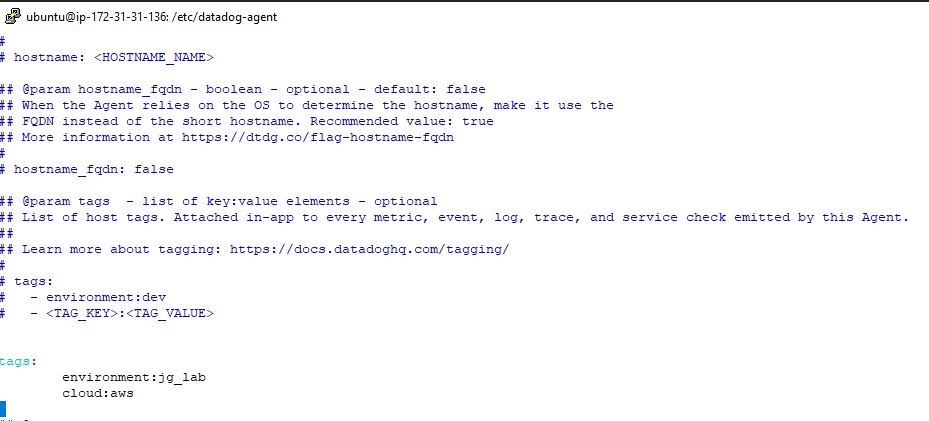 ubuntu@ip-172-31-31-136: /etc/datadog-agent
#
# hostname: <HOSTNAME_NAME>
## @param hostname_fqdn - boolean - optional - default: false
## When the Agent relies on the OS to determine the hostname, make it use the
## FQDN instead of the short hostname. Recommended value: true
## More information at https://dtdg.co/flag-hostname-fqdn
#
# hostname_fqdn: false
## @param tags  - list of key:value elements - optional
## List of host tags. Attached in-app to every metric, event, log, trace, and service check emitted by this Agent.
##
## Learn more about tagging: https://docs.datadoghq.com/tagging/
#
# tags:
#   - environment:dev
#   - <TAG_KEY>:<TAG_VALUE>
tags:
        environment:jg_lab
        cloud:aws